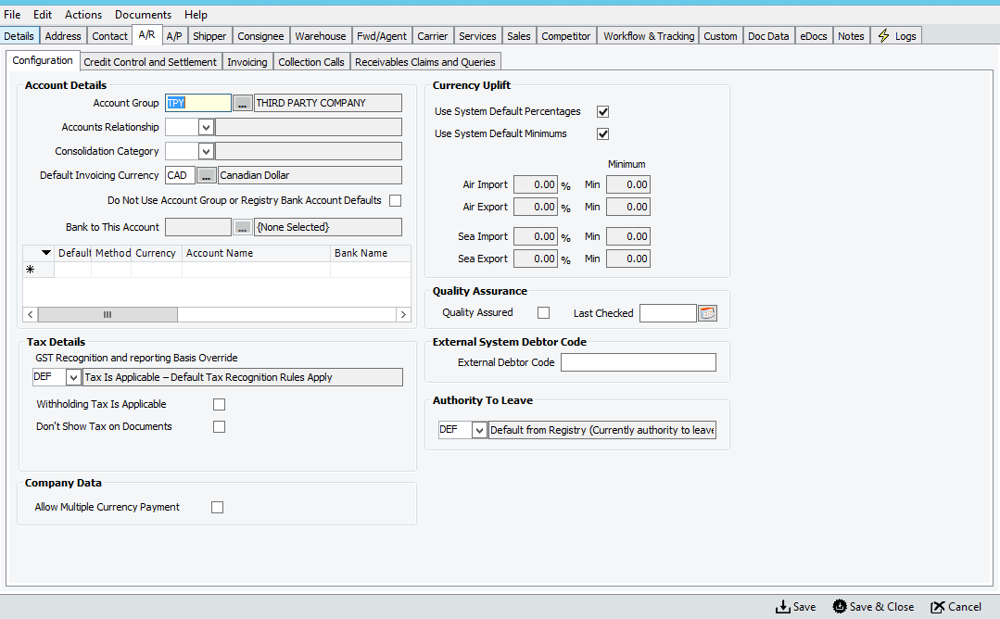 File Edit Actions Documents Help
Details Address Contact A/R A/P Shipper Consignee Warehouse Fwd/Agent Carrier Services Sales Competitor Workflow & Tracking Custom Doc Data eDocs Notes Logs
Configuration Credit Control and Settlement Invoicing Collection Calls Receivables Claims and Queries
Account Details
Account Group TPY ... THIRD PARTY COMPANY
Accounts Relationship
Consolidation Category
Default Invoicing Currency CAD ... Canadian Dollar
Do Not Use Account Group or Registry Bank Account Defaults
Bank to This Account ... {None Selected}
Default Method Currency Account Name Bank Name
Tax Details
GST Recognition and reporting Basis Override
DEF Tax Is Applicable – Default Tax Recognition Rules Apply
Withholding Tax Is Applicable
Don't Show Tax on Documents
Company Data
Allow Multiple Currency Payment
Currency Uplift
Use System Default Percentages
Use System Default Minimums
Minimum
Air Import 0.00 % Min 0.00
Air Export 0.00 % Min 0.00
Sea Import 0.00 % Min 0.00
Sea Export 0.00 % Min 0.00
Quality Assurance
Quality Assured Last Checked
External System Debtor Code
External Debtor Code
Authority To Leave
DEF Default from Registry (Currently authority to leave
Save Save & Close Cancel